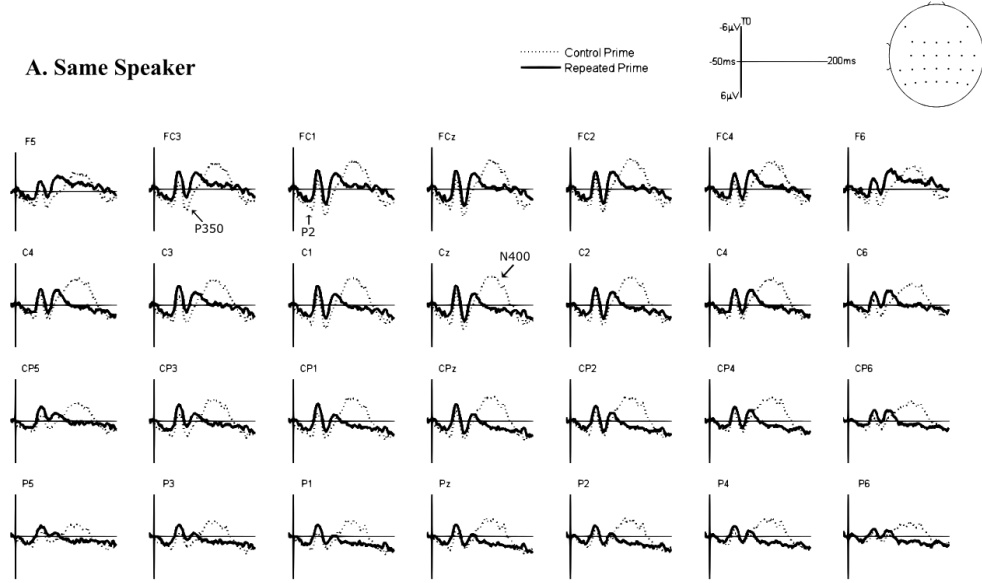 -6μV T0
Control Prime
A. Same Speaker
Repeated Prime
-50ms 200ms
6μV
F5 FC3 FC1 FCz FC2 FC4 F6
P350 P2
C4 C3 C1 Cz C2 C4 C6
N400
CP5 CP3 CP1 CPz CP2 CP4 CP6
P5 P3 P1 Pz P2 P4 P6